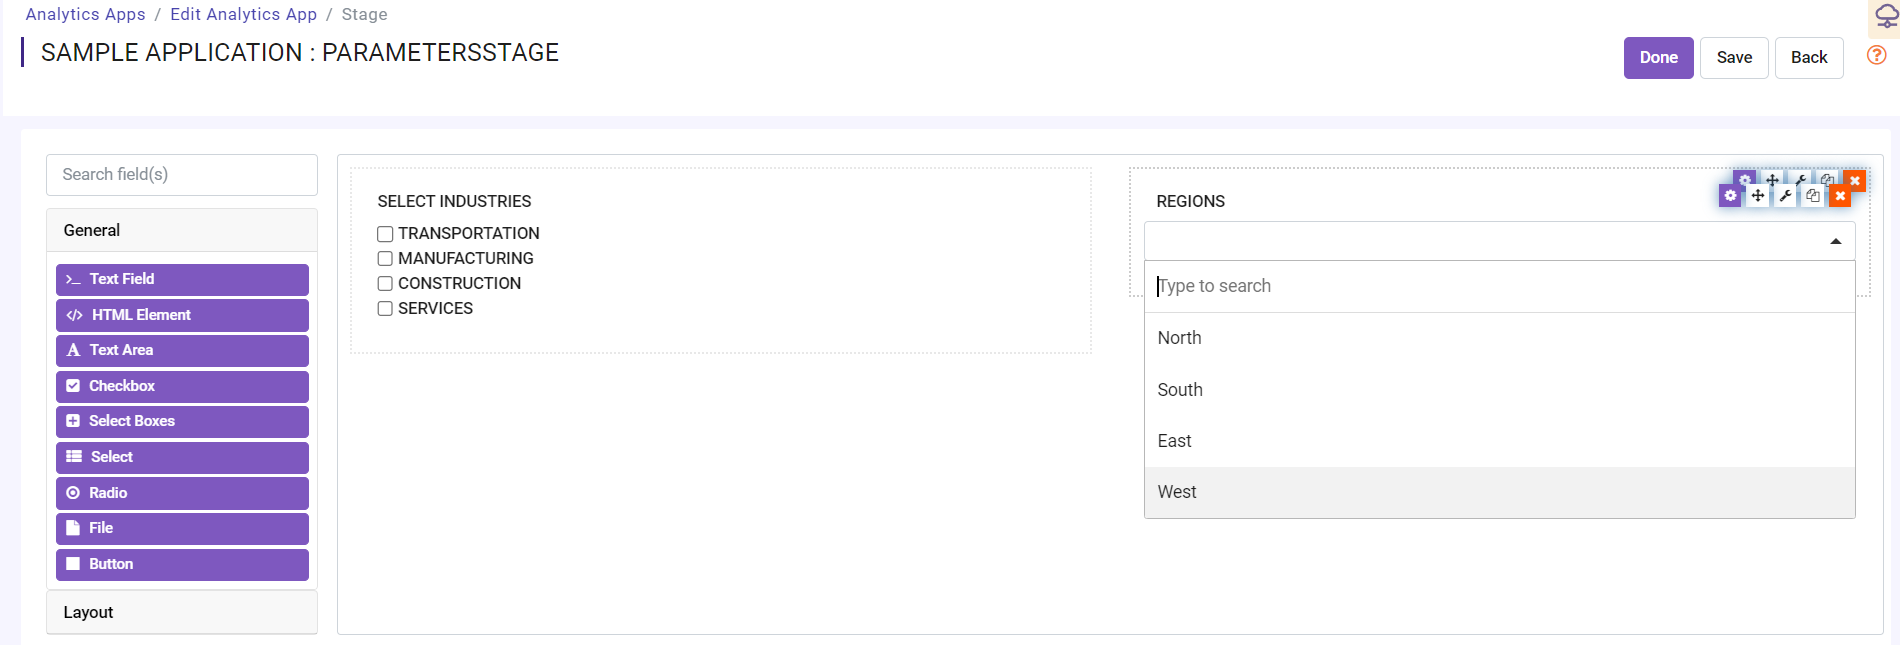 Analytics Apps / Edit Analytics App / Stage
SAMPLE APPLICATION : PARAMETERSSTAGE
Done
Save
Back
Search field(s)
General
Text Field
HTML Element
Text Area
Checkbox
Select Boxes
Select
Radio
File
Button
Layout
SELECT INDUSTRIES
TRANSPORTATION
MANUFACTURING
CONSTRUCTION
SERVICES
REGIONS
Type to search
North
South
East
West